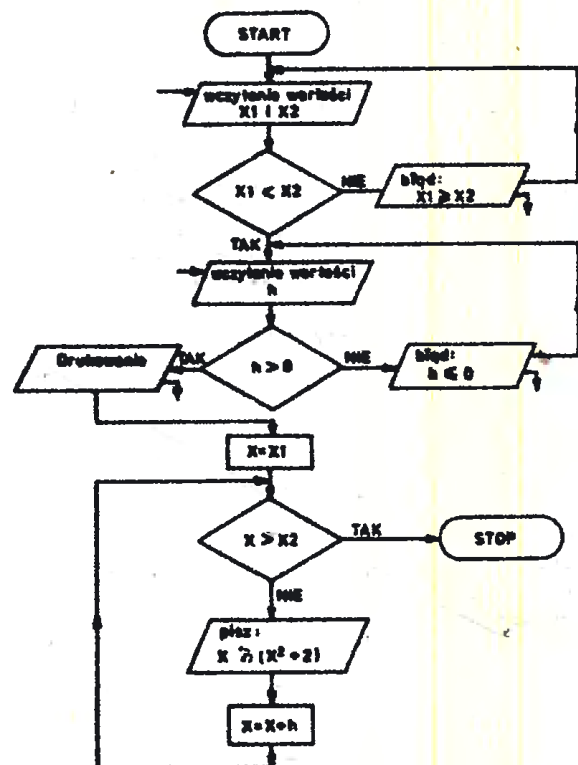 START
wczytanie wartości
X1 i X2
X1 < X2
NIE
błąd:
X1 ⩾ X2
TAK
wczytanie wartości
h
Drukowanie
TAK
h > 0
NIE
błąd:
h ⩽ 0
X=X1
X > X2
TAK
STOP
NIE
pisz:
X (X² + 2)
X=X+h